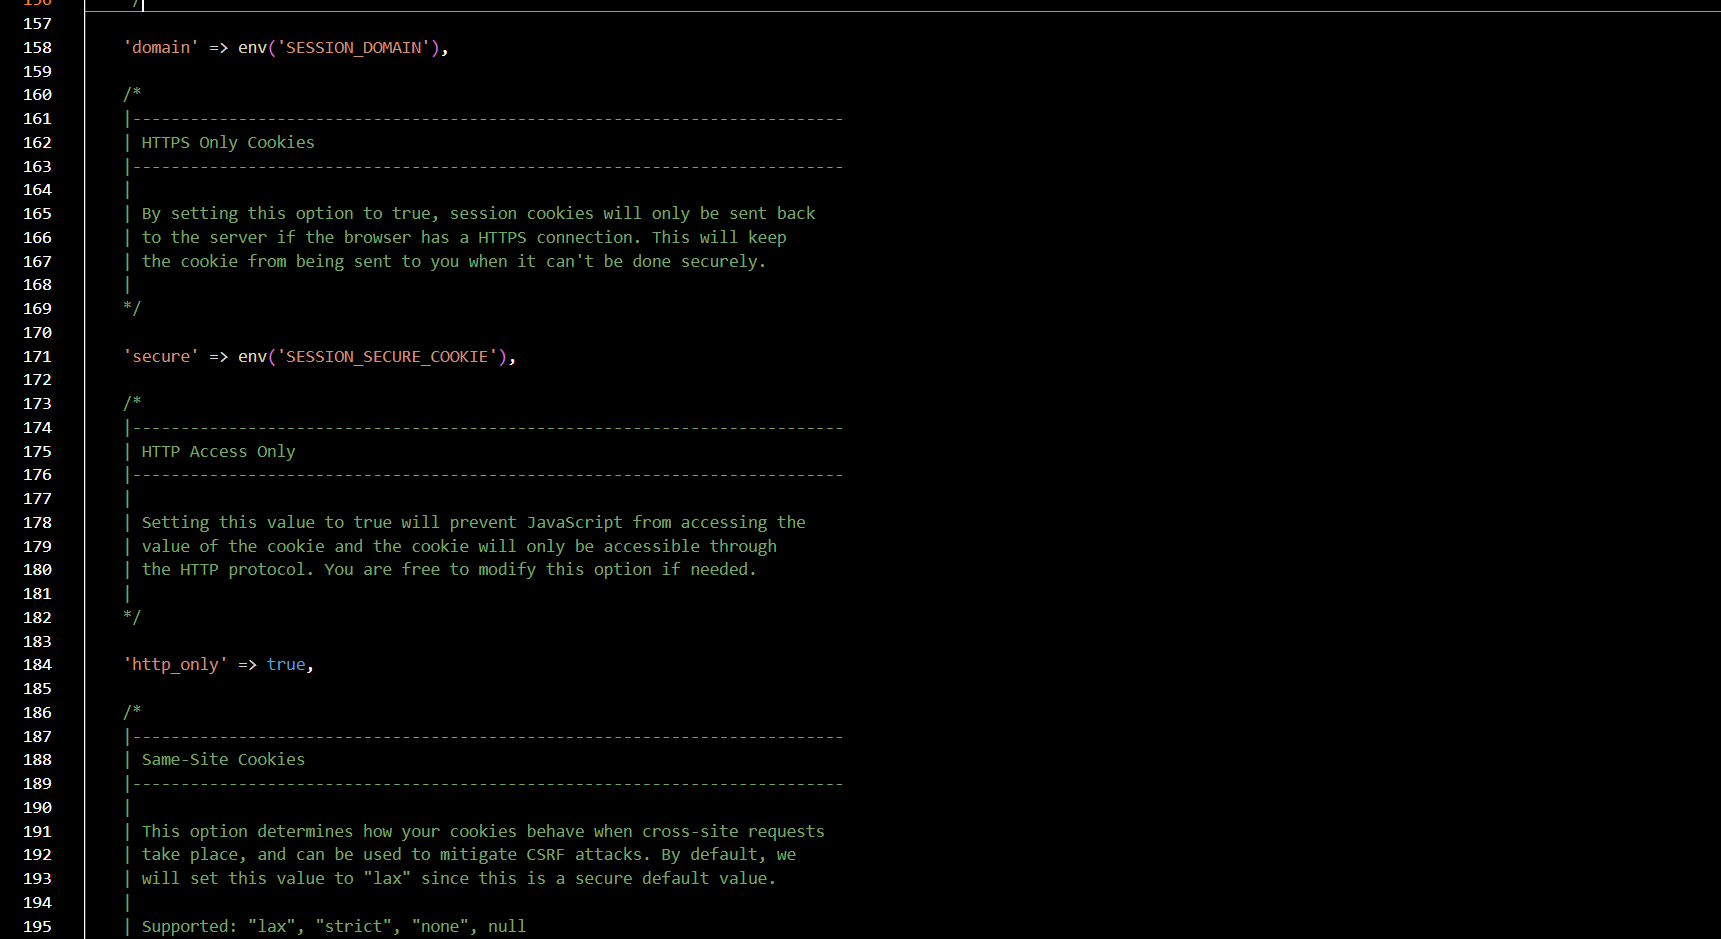 156 */
157
158 'domain' => env('SESSION_DOMAIN'),
159
160 /*
161 |--------------------------------------------------------------------------
162 | HTTPS Only Cookies
163 |--------------------------------------------------------------------------
164 |
165 | By setting this option to true, session cookies will only be sent back
166 | to the server if the browser has a HTTPS connection. This will keep
167 | the cookie from being sent to you when it can't be done securely.
168 |
169 */
170
171 'secure' => env('SESSION_SECURE_COOKIE'),
172
173 /*
174 |--------------------------------------------------------------------------
175 | HTTP Access Only
176 |--------------------------------------------------------------------------
177 |
178 | Setting this value to true will prevent JavaScript from accessing the
179 | value of the cookie and the cookie will only be accessible through
180 | the HTTP protocol. You are free to modify this option if needed.
181 |
182 */
183
184 'http_only' => true,
185
186 /*
187 |--------------------------------------------------------------------------
188 | Same-Site Cookies
189 |--------------------------------------------------------------------------
190 |
191 | This option determines how your cookies behave when cross-site requests
192 | take place, and can be used to mitigate CSRF attacks. By default, we
193 | will set this value to "lax" since this is a secure default value.
194 |
195 | Supported: "lax", "strict", "none", null